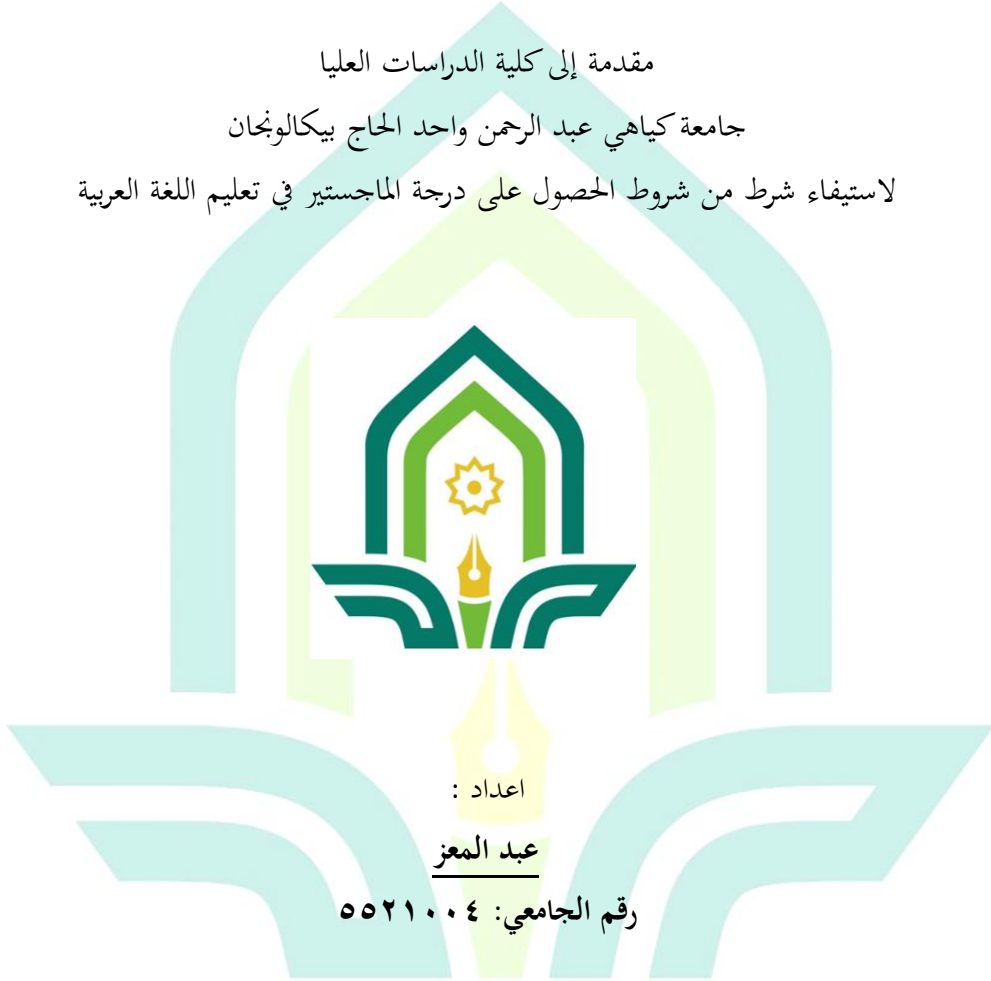 مقدمة إلى كلية الدراسات العليا
جامعة كياهي عبد الرحمن واحد الحاج بيكالونجان
لاستيفاء شرط من شروط الحصول على درجة الماجستير في تعليم اللغة العربية
اعداد :
عبد المعز
رقم الجامعي: ٥٥٢١٠٠٤